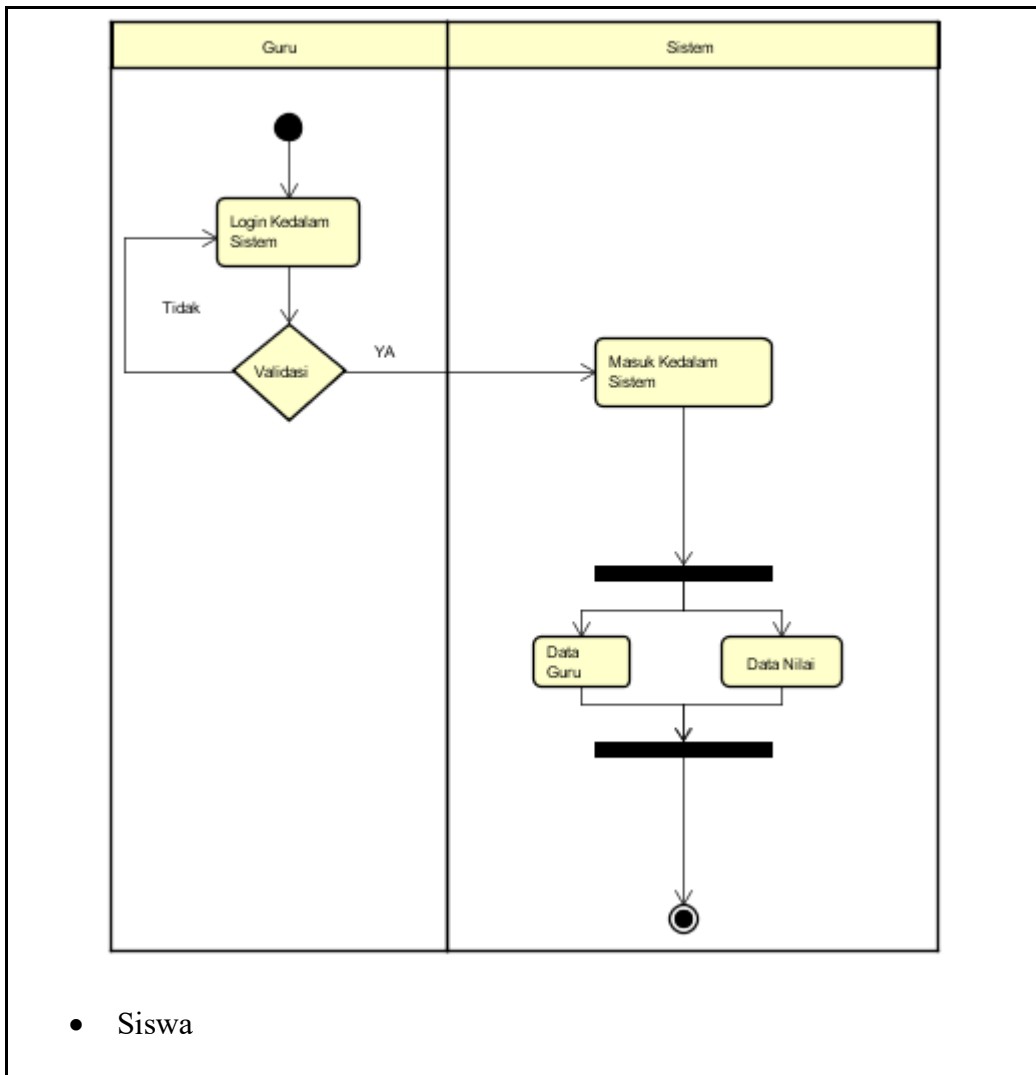 Guru
Sistem
Login Kedalam
Sistem
Tidak
YA
Validasi
Masuk Kedalam
Sistem
Data
Guru
Data Nilai
• Siswa